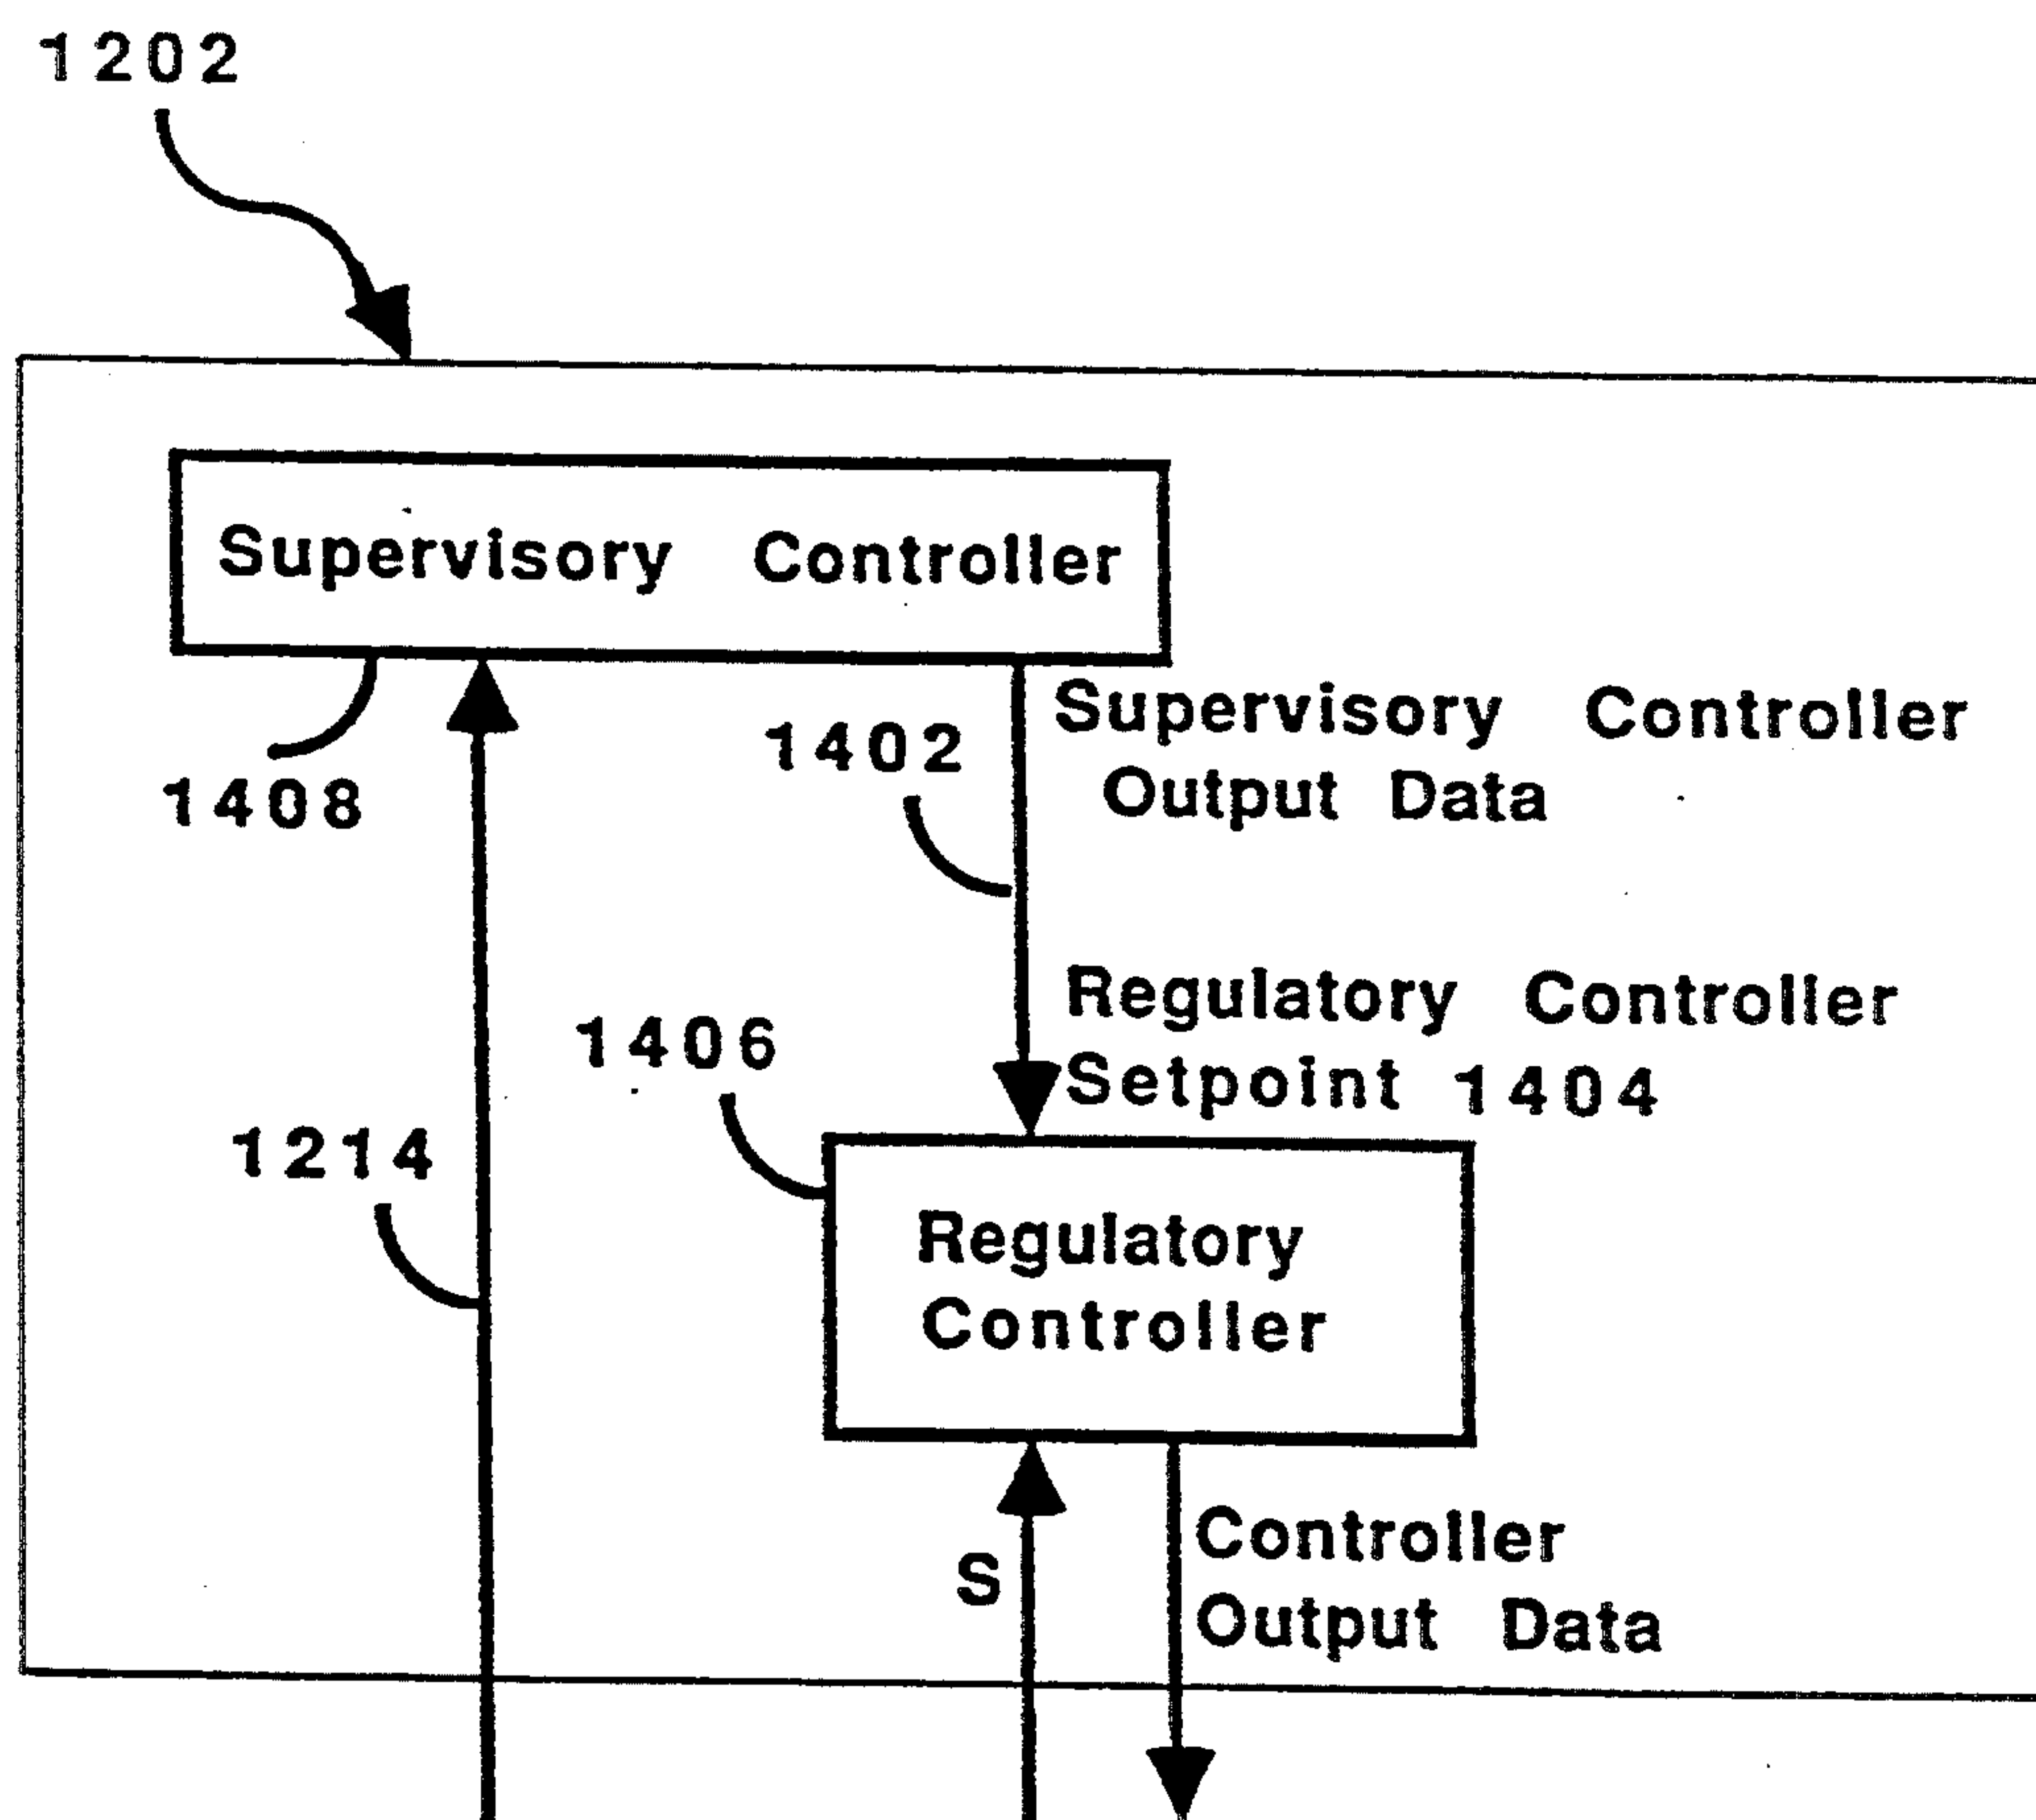 1202
Supervisory Controller
1408
1402
Supervisory Controller
Output Data
Regulatory Controller
Setpoint 1404
1406
1214
Regulatory
Controller
S
Controller
Output Data